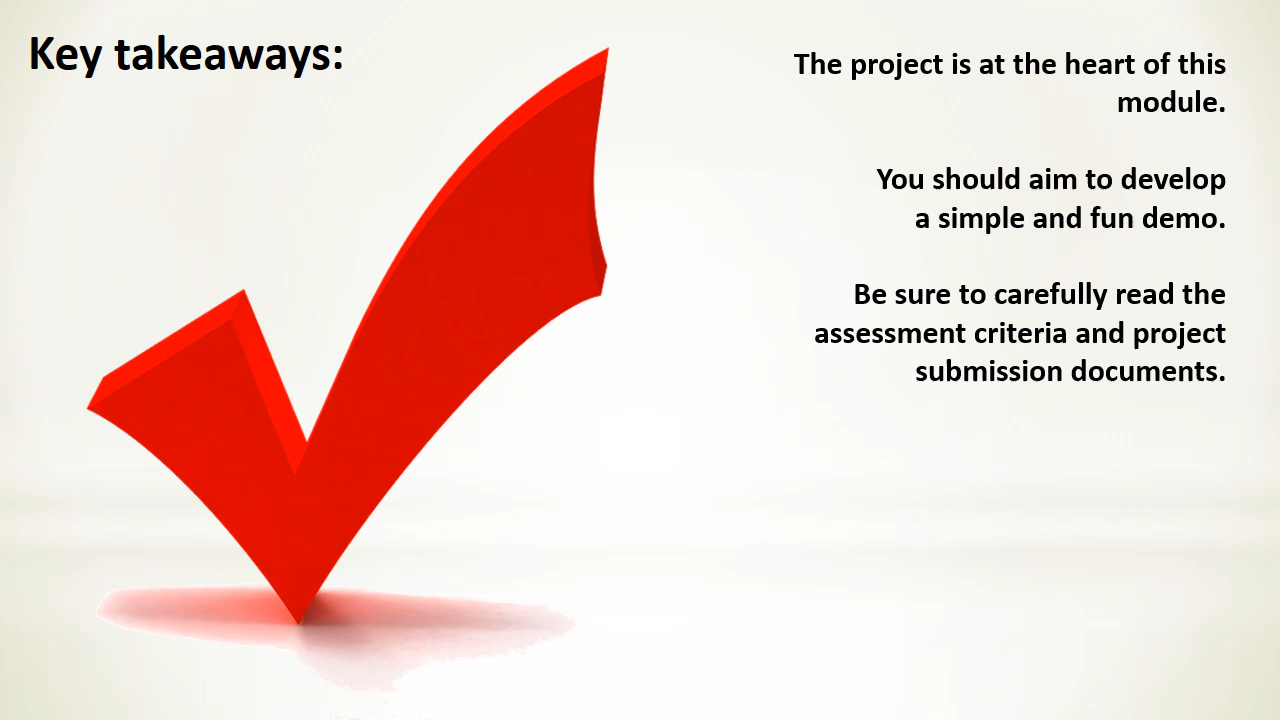 Key takeaways:
The project is at the heart of this
module.
You should aim to develop
a simple and fun demo.
Be sure to carefully read the
assessment criteria and project
submission documents.